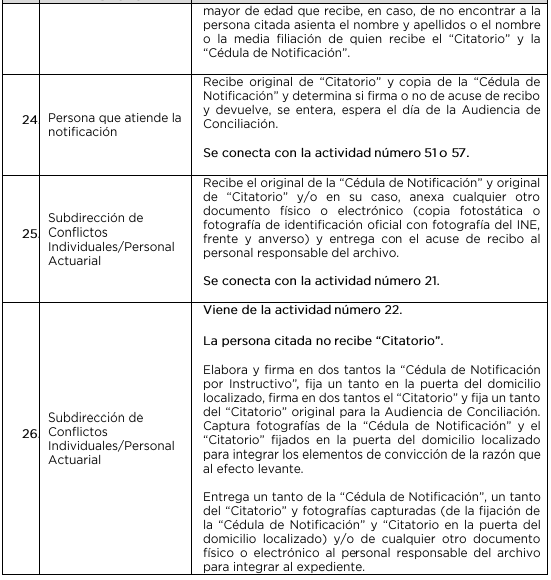 mayor de edad que recibe, en caso, de no encontrar a la
persona citada asienta el nombre y apellidos o el nombre
o la media filiación de quien recibe el “Citatorio” y la
“Cédula de Notificación”.
24.
Persona que atiende la
notificación
Recibe original de “Citatorio” y copia de la “Cédula de
Notificación” y determina si firma o no de acuse de recibo
y devuelve, se entera, espera el día de la Audiencia de
Conciliación.
Se conecta con la actividad número 51 o 57.
25.
Subdirección de
Conflictos
Individuales/Personal
Actuarial
Recibe el original de la “Cédula de Notificación” y original
de “Citatorio” y/o en su caso, anexa cualquier otro
documento físico o electrónico (copia fotostática o
fotografía de identificación oficial con fotografía del INE,
frente y anverso) y entrega con el acuse de recibo al
personal responsable del archivo.
Se conecta con la actividad número 21.
26.
Subdirección de
Conflictos
Individuales/Personal
Actuarial
Viene de la actividad número 22.
La persona citada no recibe “Citatorio”.
Elabora y firma en dos tantos la “Cédula de Notificación
por Instructivo”, fija un tanto en la puerta del domicilio
localizado, firma en dos tantos el “Citatorio” y fija un tanto
del “Citatorio” original para la Audiencia de Conciliación.
Captura fotografías de la “Cédula de Notificación” y el
“Citatorio” fijados en la puerta del domicilio localizado
para integrar los elementos de convicción de la razón que
al efecto levante.
Entrega un tanto de la “Cédula de Notificación”, un tanto
del “Citatorio” y fotografías capturadas (de la fijación de
la “Cédula de Notificación” y “Citatorio en la puerta del
domicilio localizado) y/o de cualquier otro documento
físico o electrónico al personal responsable del archivo
para integrar al expediente.